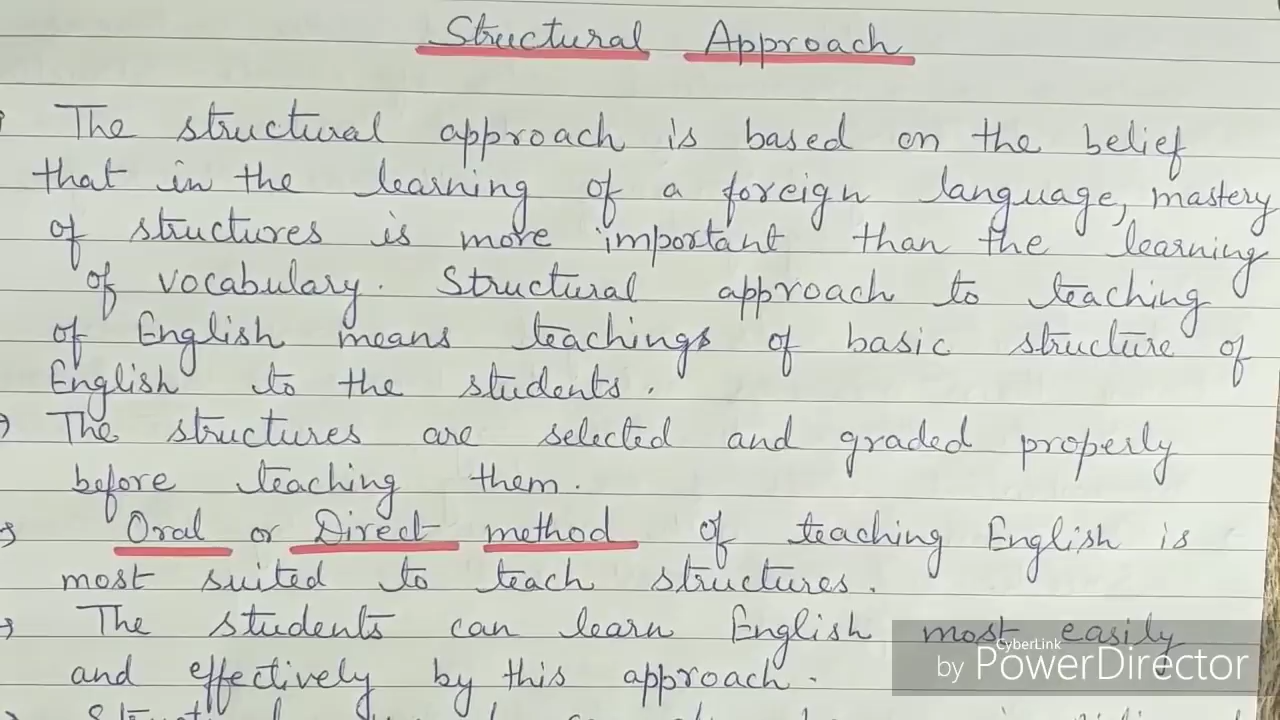 Structural Approach
The structural approach is based on the belief
that in the learning of a foreign language, mastery
of structures is more important than the learning
of vocabulary. Structural approach to teaching
of English means teachings of basic structure of
English to the students.
→ The structures are selected and graded properly
before teaching them.
→ Oral or Direct method of teaching English is
most suited to teach structures.
→ The students can learn English most easily
and effectively by this approach.
CyberLink
by PowerDirector